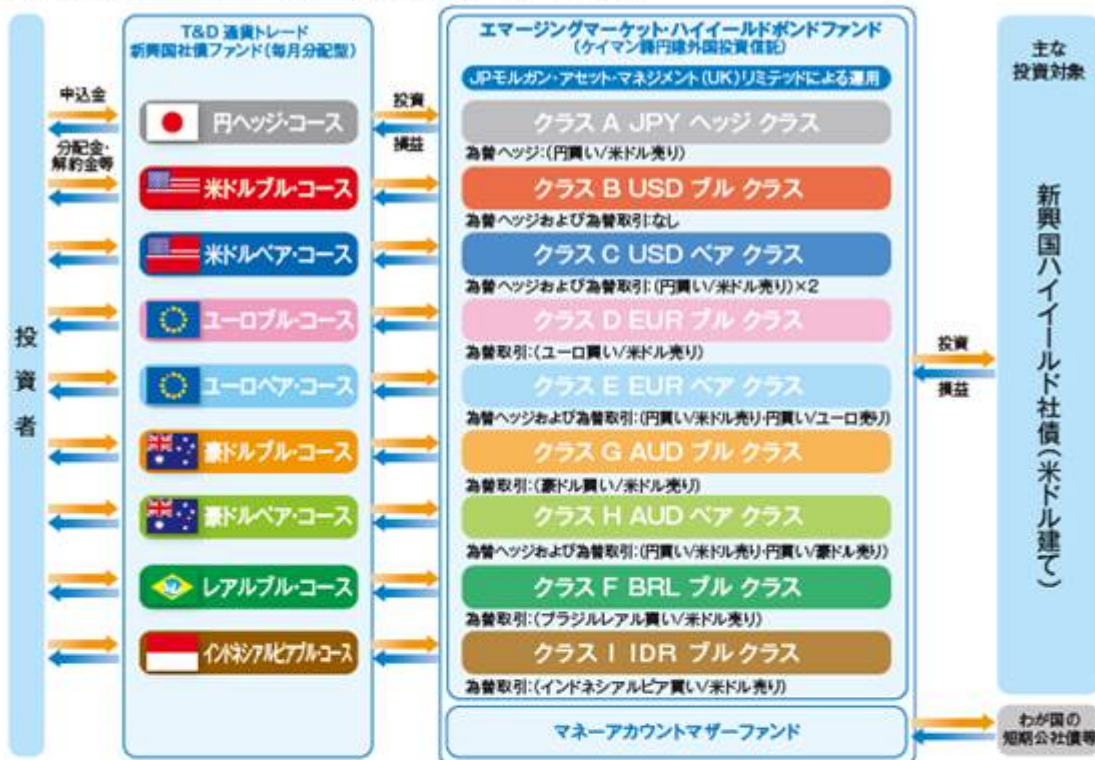 T&D 通貨トレード
新興国社債ファンド(毎月分配型)
エマージングマーケット・ハイイールドボンドファンド
(ケイマン籍円建外国投資信託)
JPモルガン・アセット・マネジメント(UK)リミテッドによる運用
主な
投資対象
申込金
分配金・
解約金等
投資
損益
円ヘッジ・コース
クラス A JPY ヘッジ クラス
為替ヘッジ:(円買い/米ドル売り)
米ドルブル・コース
クラス B USD ブル クラス
為替ヘッジおよび為替取引:なし
米ドルベア・コース
クラス C USD ベア クラス
為替ヘッジおよび為替取引:(円買い/米ドル売り)×2
ユーロブル・コース
クラス D EUR ブル クラス
為替取引:(ユーロ買い/米ドル売り)
ユーロベア・コース
クラス E EUR ベア クラス
為替ヘッジおよび為替取引:(円買い/米ドル売り・円買い/ユーロ売り)
豪ドルブル・コース
クラス G AUD ブル クラス
為替取引:(豪ドル買い/米ドル売り)
豪ドルベア・コース
クラス H AUD ベア クラス
為替ヘッジおよび為替取引:(円買い/米ドル売り・円買い/豪ドル売り)
レアルブル・コース
クラス F BRL ブル クラス
為替取引:(ブラジルレアル買い/米ドル売り)
インドネシアルピアブル・コース
クラス I IDR ブル クラス
為替取引:(インドネシアルピア買い/米ドル売り)
マネーアカウントマザーファンド
投資者
投資
損益
新興国ハイイールド社債(米ドル建て)
わが国の
短期公社債等